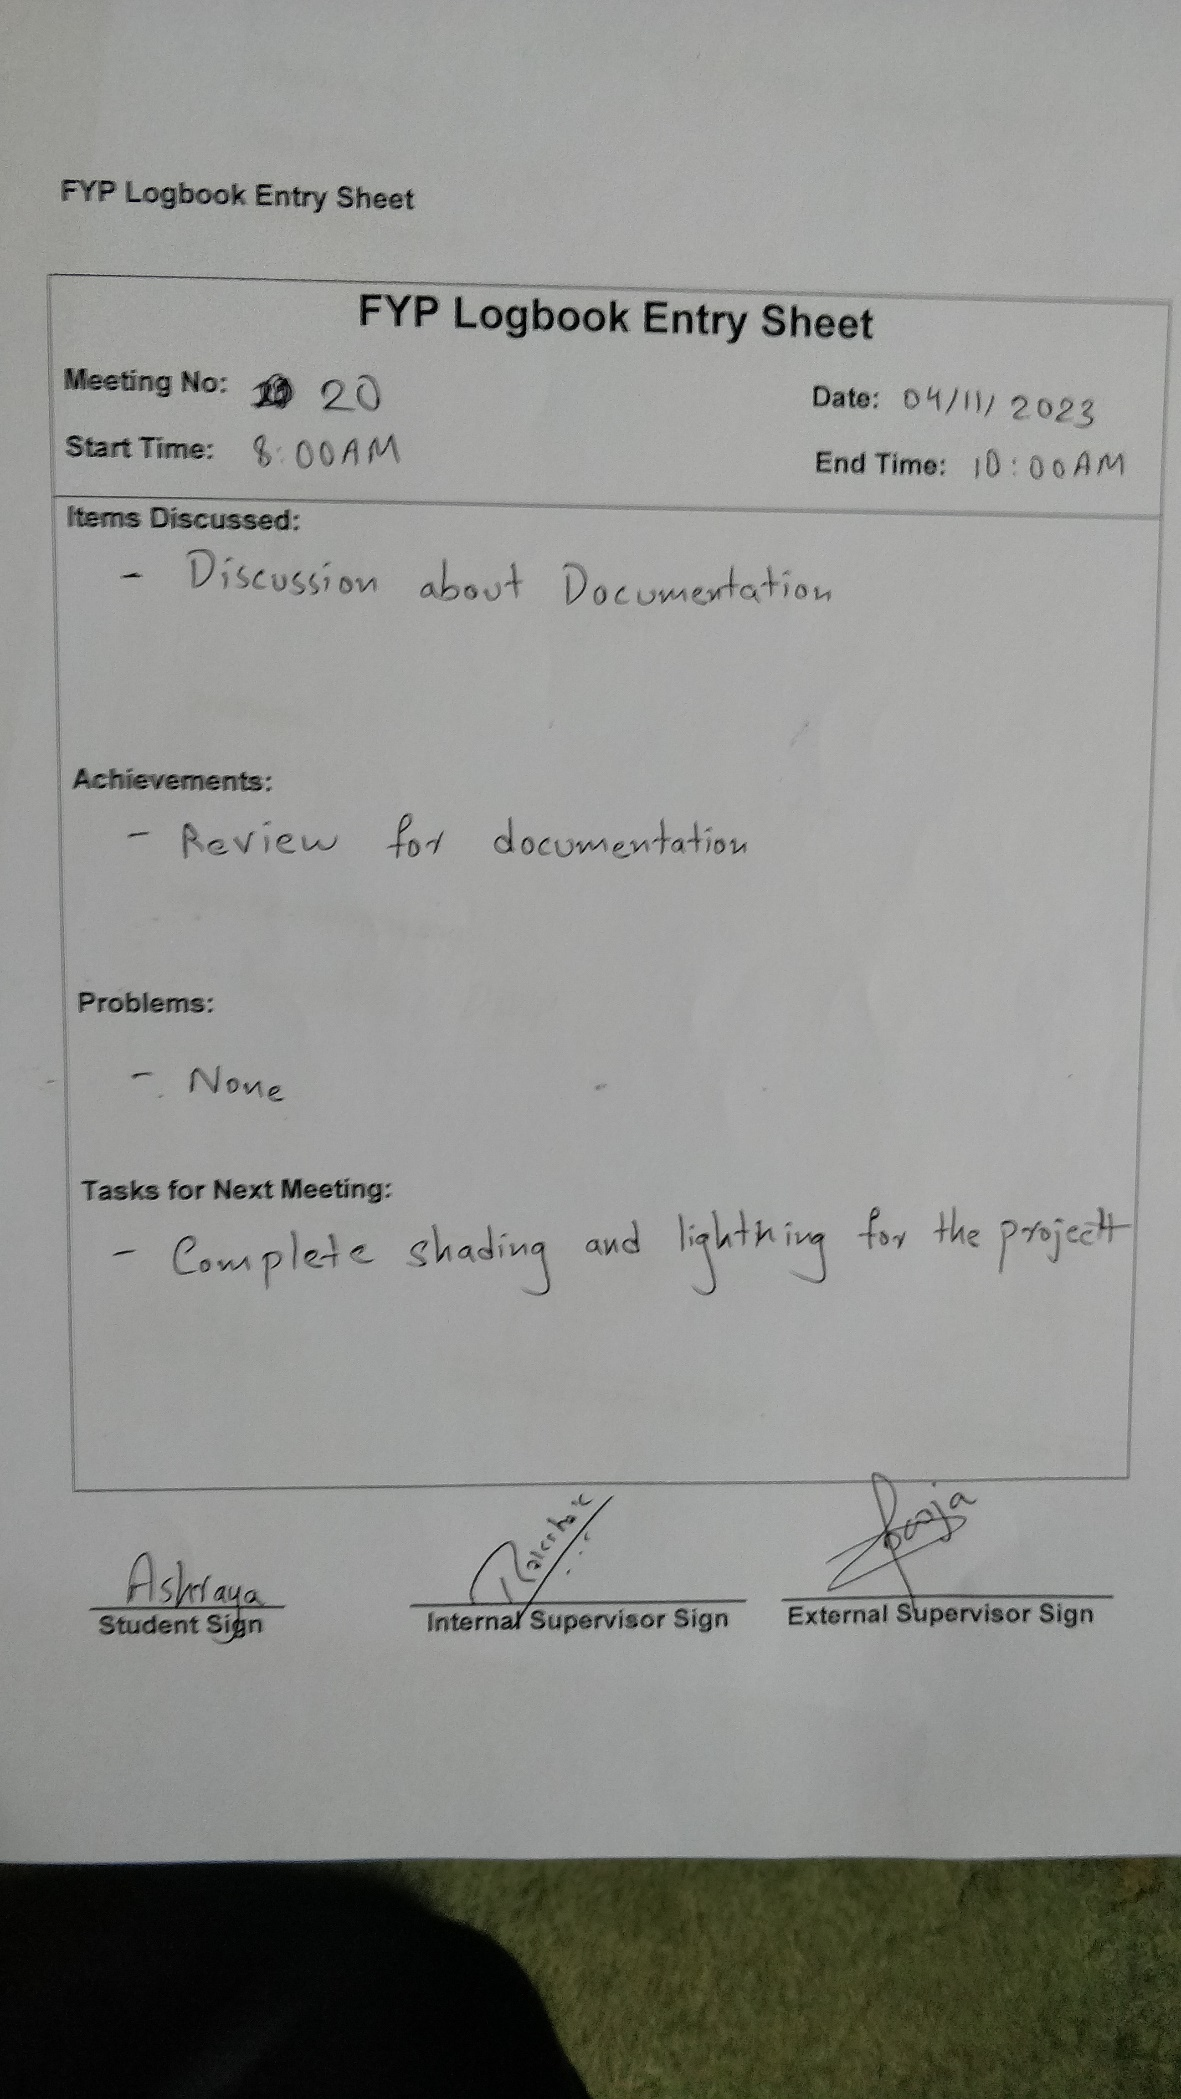 FYP Logbook Entry Sheet
FYP Logbook Entry Sheet
Meeting No: 20
Date: 04/11/2023
Start Time: 8:00AM
End Time: 10:00AM
Items Discussed:
- Discussion about Documentation
Achievements:
- Review for documentation
Problems:
- None
Tasks for Next Meeting:
- Complete shading and lightning for the project
Ashraya
Student Sign
Internal Supervisor Sign
External Supervisor Sign